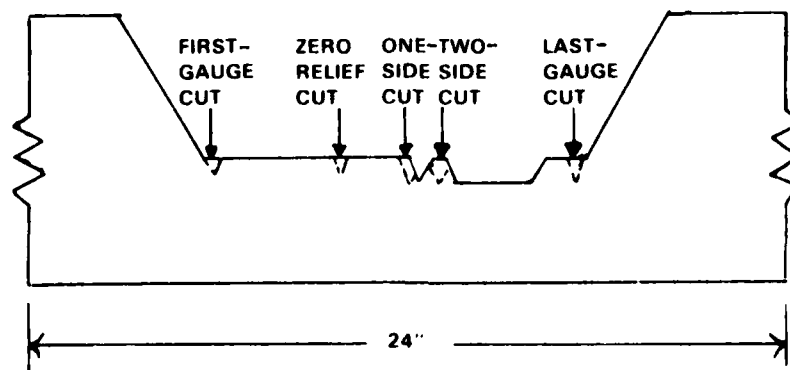 FIRST-
GAUGE
CUT
ZERO
RELIEF
CUT
ONE-
SIDE
CUT
TWO-
SIDE
CUT
LAST-
GAUGE
CUT
24"